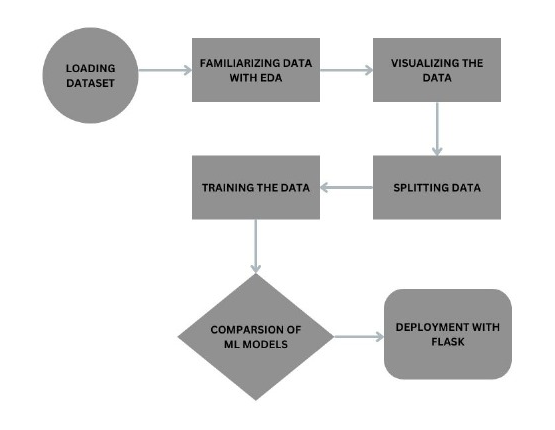 LOADING
DATASET
FAMILIARIZING DATA
WITH EDA
VISUALIZING THE
DATA
TRAINING THE DATA
SPLITTING DATA
COMPARSION OF
ML MODELS
DEPLOYMENT WITH
FLASK